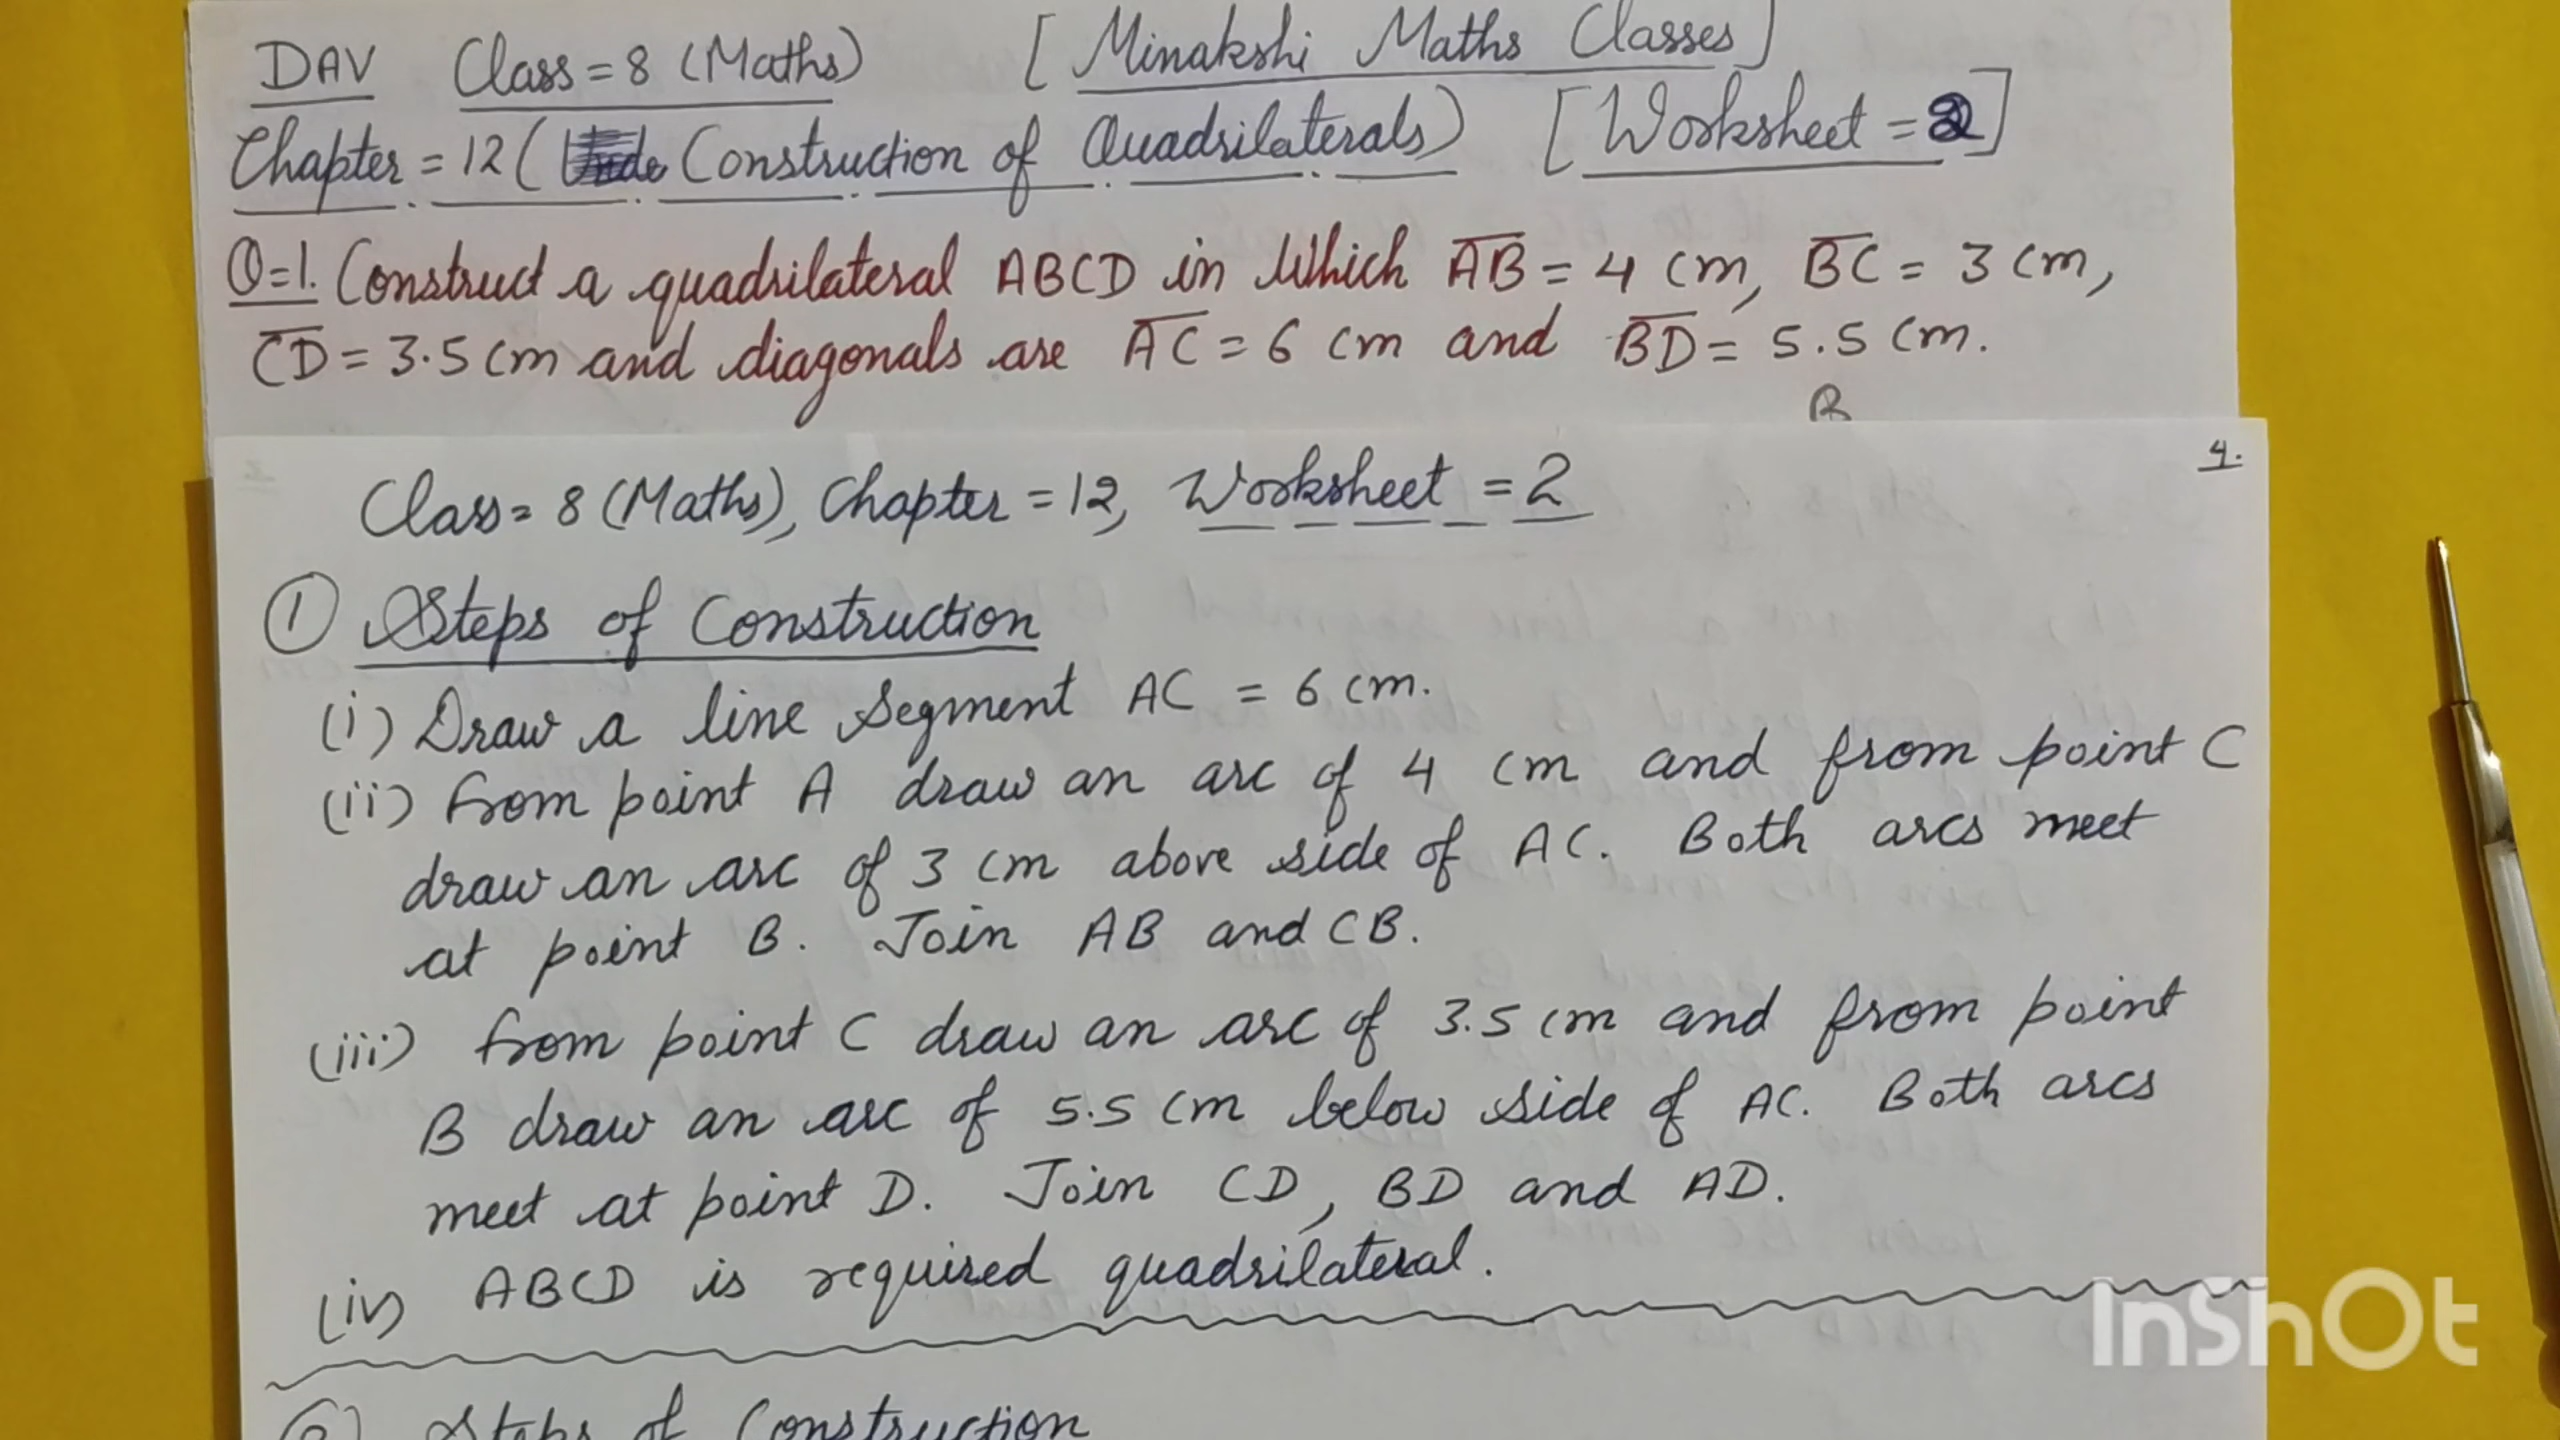 DAV Class = 8 (Maths) [Minakshi Maths Classes]
Chapter = 12 ( Construction of Quadrilaterals) [Worksheet = 2]
Q=1. Construct a quadrilateral ABCD in which AB = 4 cm, BC = 3 cm,
CD = 3.5 cm and diagonals are AC = 6 cm and BD = 5.5 cm.
B
4.
Class = 8 (Maths), Chapter = 12, Worksheet = 2
① Steps of Construction
(i) Draw a line segment AC = 6 cm.
(ii) from point A draw an arc of 4 cm and from point C
draw an arc of 3 cm above side of AC. Both arcs meet
at point B. Join AB and CB.
(iii) from point C draw an arc of 3.5 cm and from point
B draw an arc of 5.5 cm below side of AC. Both arcs
meet at point D. Join CD, BD and AD.
(iv) ABCD is required quadrilateral.
② Steps of Construction
InShOt